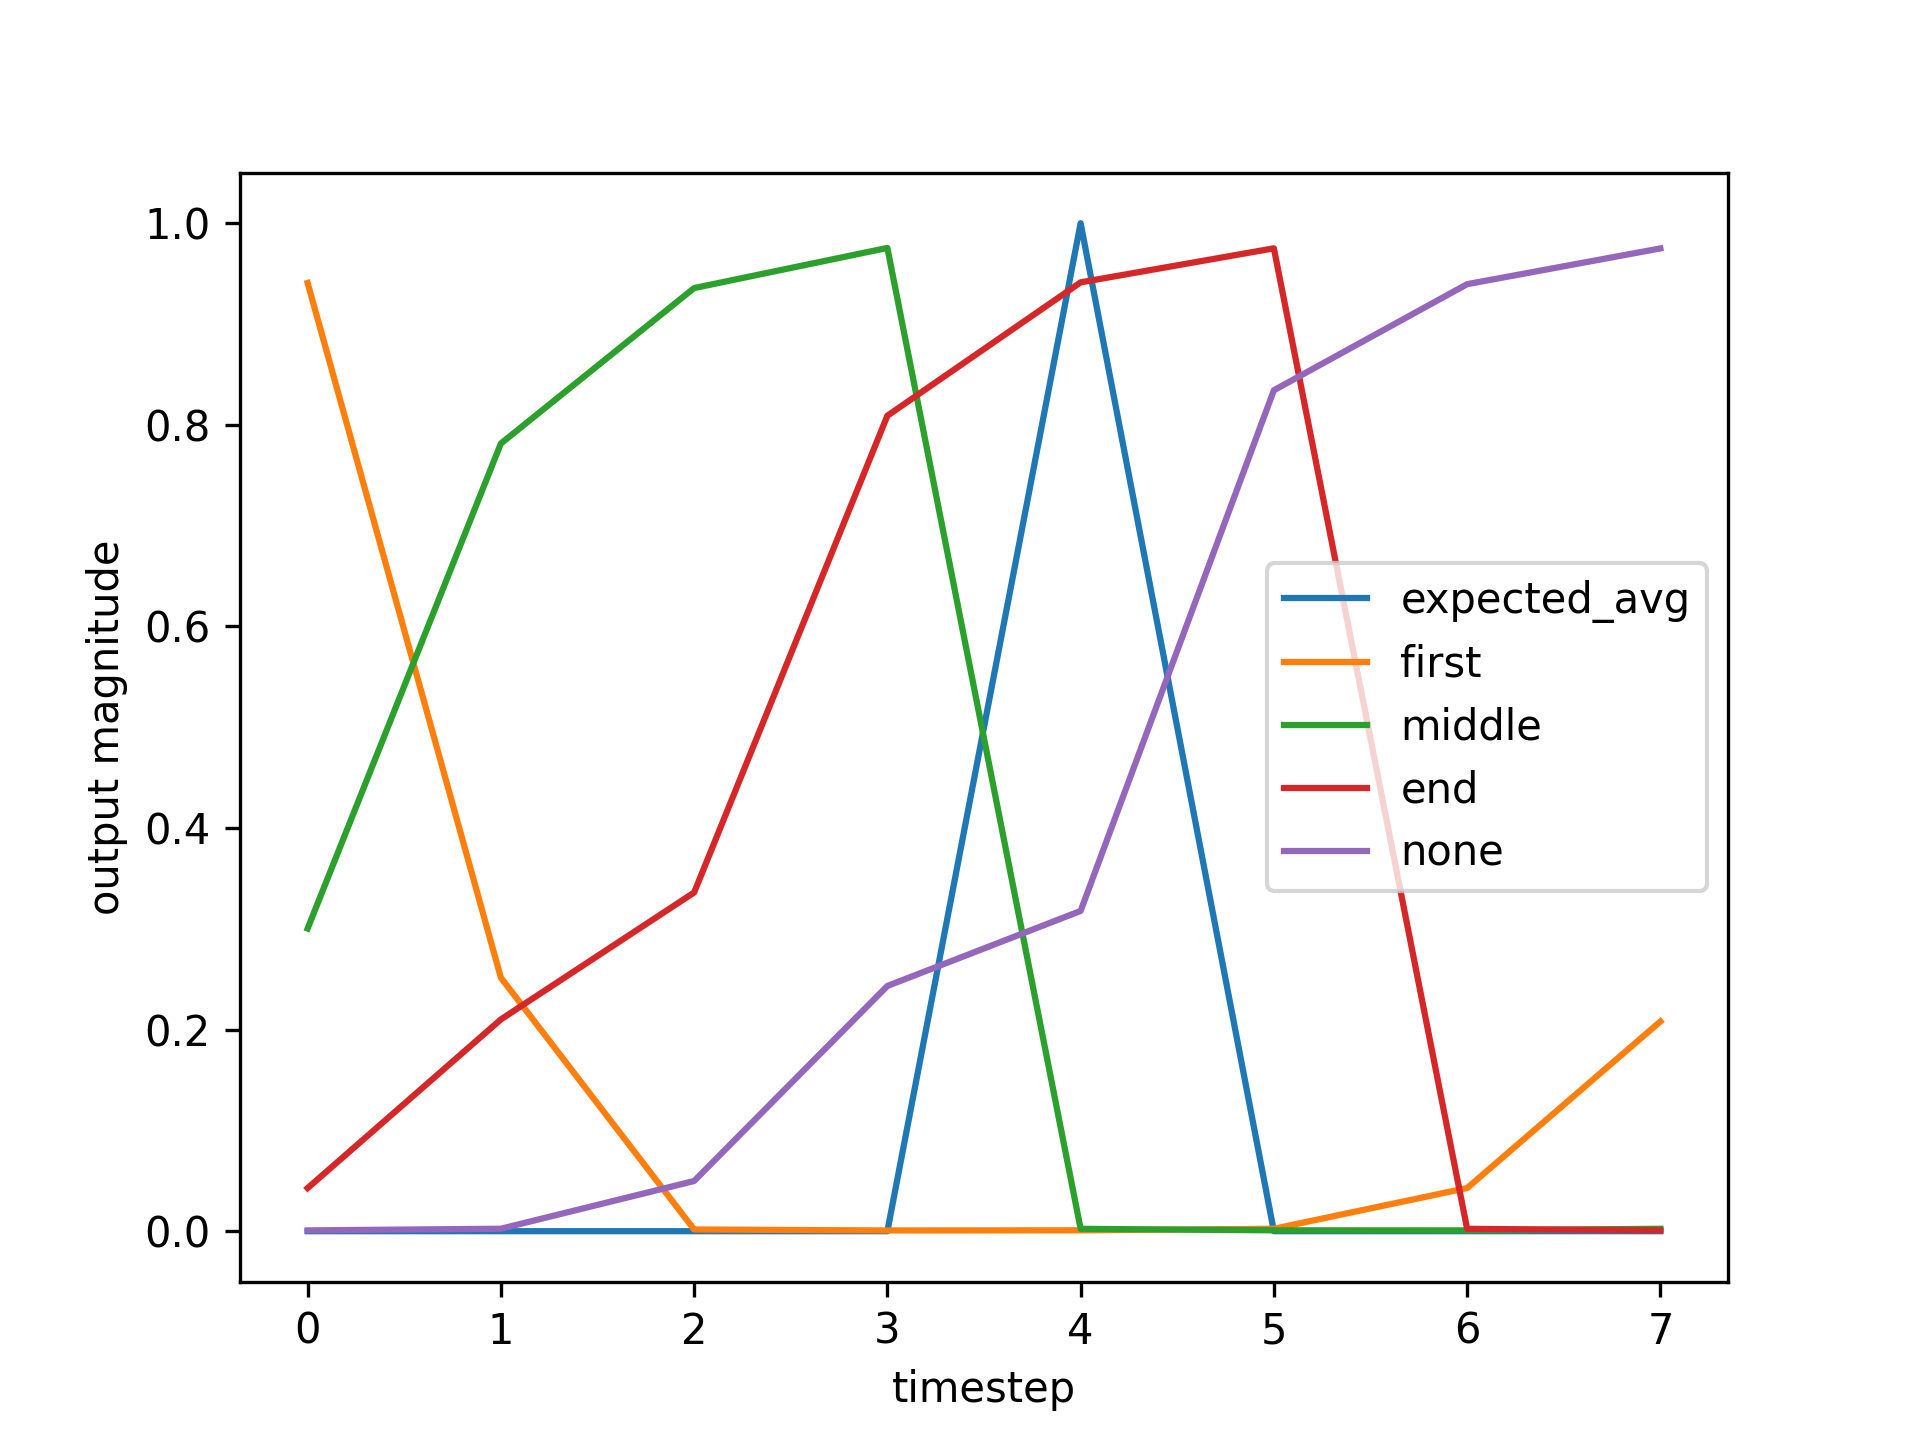 output magnitude
1.0
0.8
0.6
0.4
0.2
0.0
expected_avg
first
middle
end
none
0 1 2 3 4 5 6 7
timestep